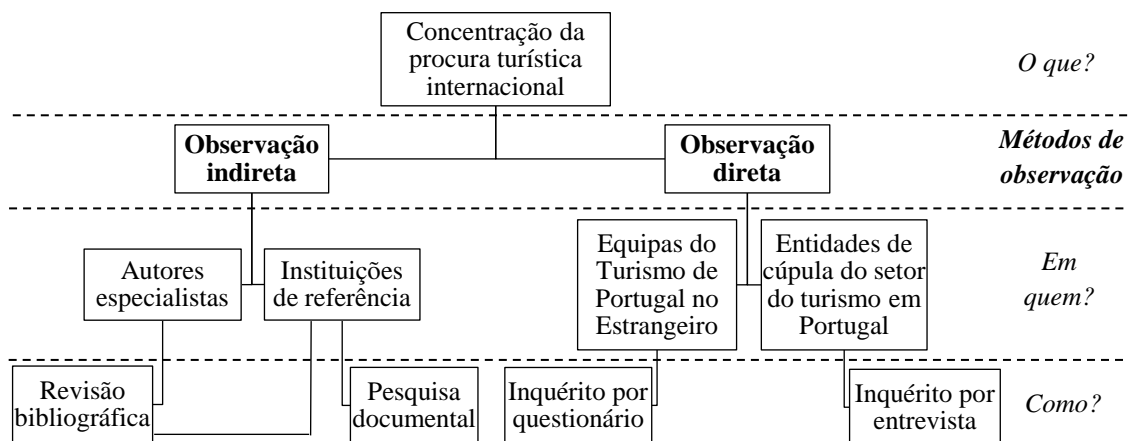 Concentração da
procura turística
internacional
O que?
Observação
indireta
Observação
direta
Métodos de
observação
Autores
especialistas
Instituições
de referência
Equipas do
Turismo de
Portugal no
Estrangeiro
Entidades de
cúpula do setor
do turismo em
Portugal
Em
quem?
Revisão
bibliográfica
Pesquisa
documental
Inquérito por
questionário
Inquérito por
entrevista
Como?